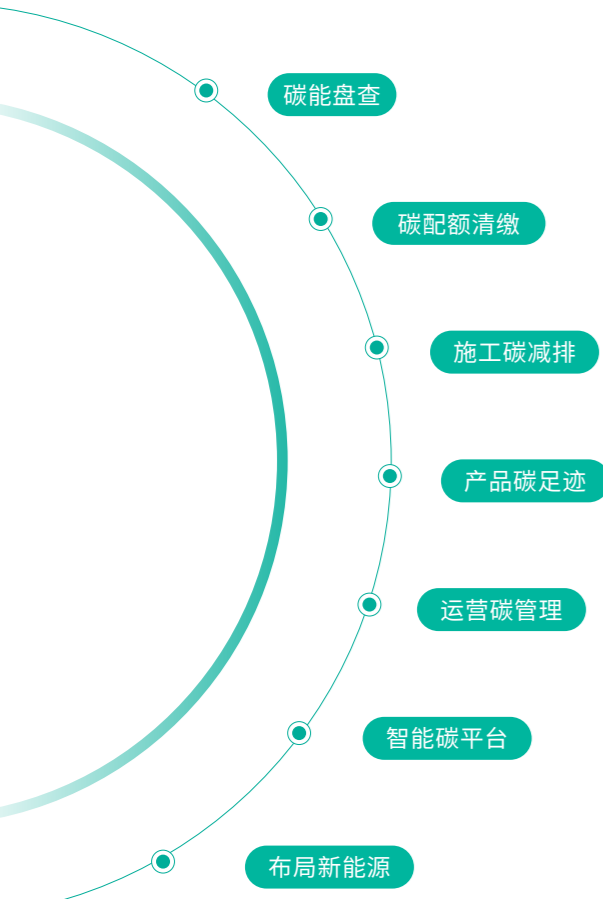 碳能盘查
碳配额清缴
施工碳减排
产品碳足迹
运营碳管理
智能碳平台
布局新能源